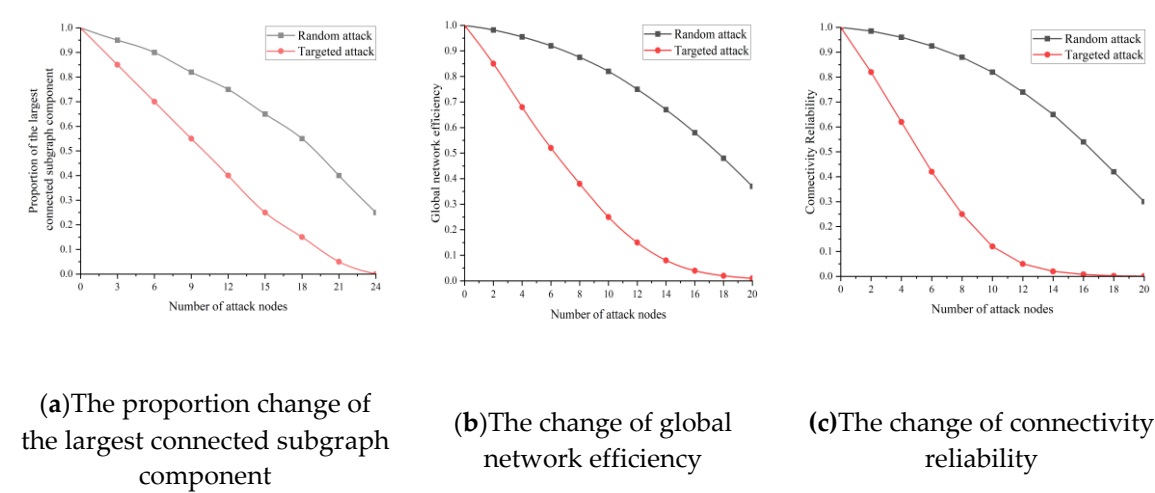 1.0
0.9
0.8
0.7
0.6
0.5
0.4
0.3
0.2
0.1
0.0
Proportion of the largest
connected subgraph component
Random attack
Targeted attack
0 3 6 9 12 15 18 21 24
Number of attack nodes
1.0
0.9
0.8
0.7
0.6
0.5
0.4
0.3
0.2
0.1
0.0
Global network efficiency
Random attack
Targeted attack
0 2 4 6 8 10 12 14 16 18 20
Number of attack nodes
1.0
0.9
0.8
0.7
0.6
0.5
0.4
0.3
0.2
0.1
0.0
Connectivity Reliability
Random attack
Targeted attack
0 2 4 6 8 10 12 14 16 18 20
Number of attack nodes
(a)The proportion change of
the largest connected subgraph
component
(b)The change of global
network efficiency
(c)The change of connectivity
reliability